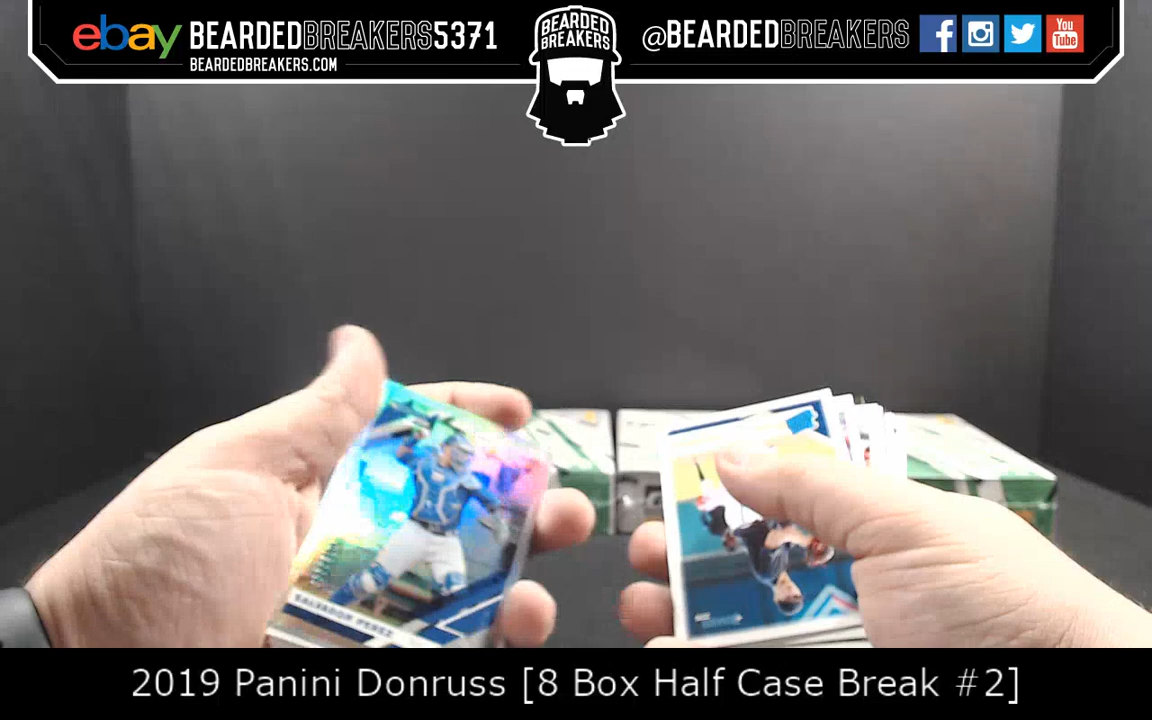 ebay BEARDEDBREAKERS5371
BEARDEDBREAKERS.COM
BEARDED
BREAKERS
@BEARDEDBREAKERS
You
Tube
SALVADOR PEREZ
2019 Panini Donruss [8 Box Half Case Break #2]